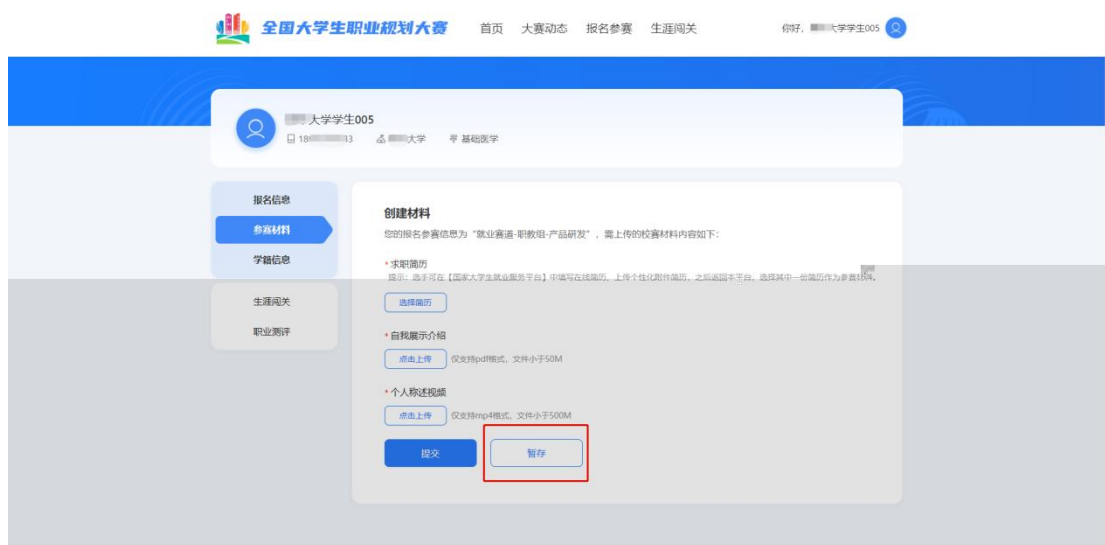 全国大学生职业规划大赛 首页 大赛动态 报名参赛 生涯闯关 你好, 大学学生005
大学学生005
18 33 大学 基础医学
报名信息
参赛材料
学籍信息
生涯闯关
职业测评
创建材料
您的报名参赛信息为“就业赛道-职教组-产品研发”，需上传的校赛材料内容如下：
*求职简历
提示：选手可在【国家大学生就业服务平台】中填写在线简历、上传个性化附件简历，之后返回本平台，选择其中一份简历作为参赛材料。
选择简历
*自我展示介绍
点击上传 仅支持pdf格式，文件小于50M
*个人称述视频
点击上传 仅支持mp4格式，文件小于500M
提交 暂存